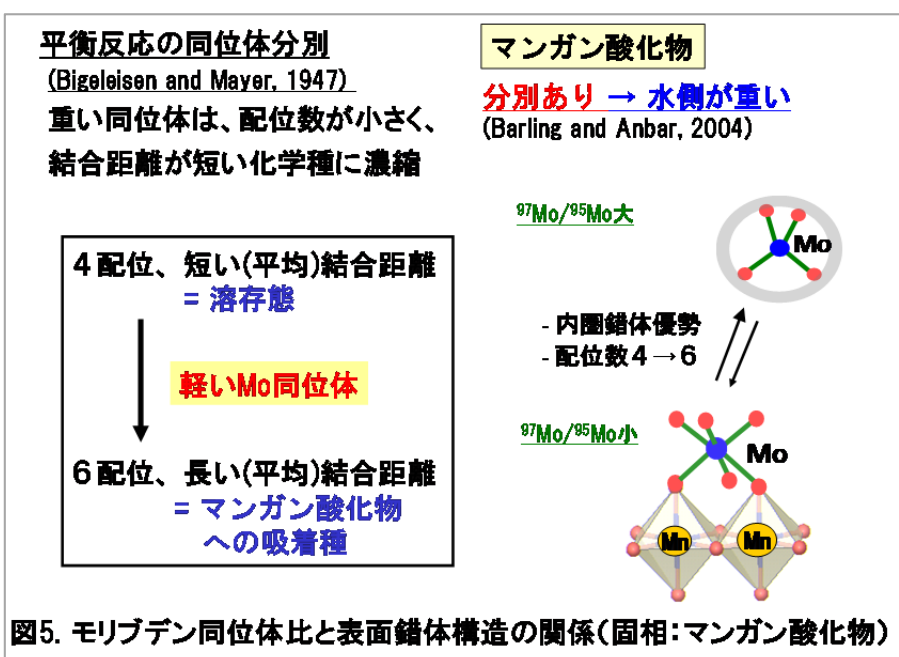 平衡反応の同位体分別
(Bigeleisen and Mayer, 1947)
重い同位体は、配位数が小さく、
結合距離が短い化学種に濃縮
4配位、短い(平均)結合距離
= 溶存態
軽いMo同位体
6配位、長い(平均)結合距離
= マンガン酸化物
への吸着種
マンガン酸化物
分別あり → 水側が重い
(Barling and Anbar, 2004)
97Mo/95Mo大
Mo
- 内圏錯体優勢
- 配位数4→6
97Mo/95Mo小
Mo
Mn Mn
図5. モリブデン同位体比と表面錯体構造の関係(固相:マンガン酸化物)